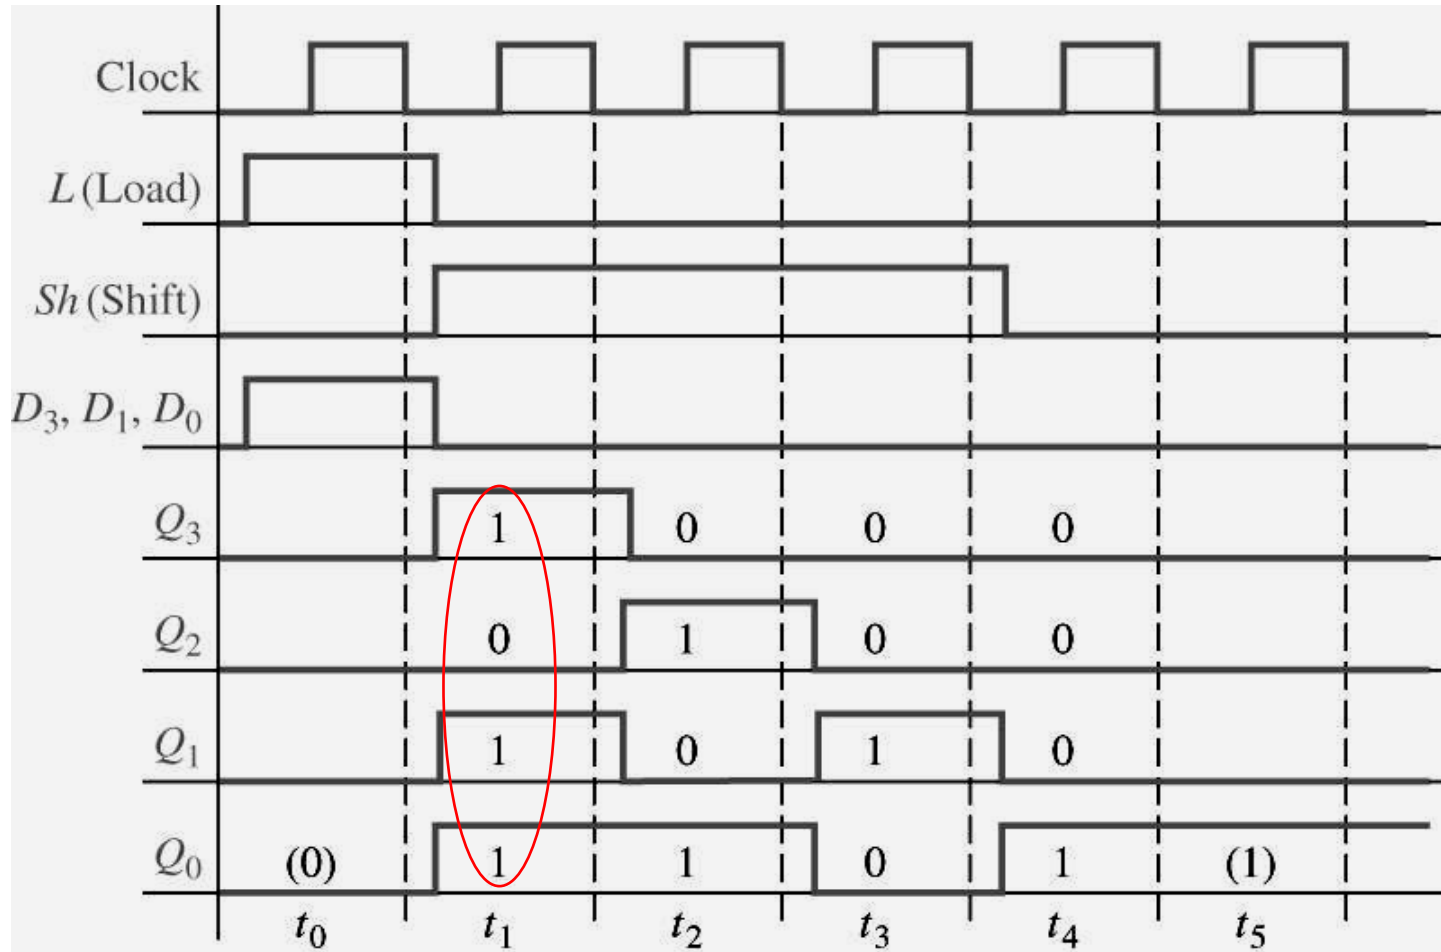 Clock
L (Load)
Sh (Shift)
D₃, D₁, D₀
Q₃ 1 0 0 0
Q₂ 0 1 0 0
Q₁ 1 0 1 0
Q₀ (0) 1 1 0 1 (1)
t₀ t₁ t₂ t₃ t₄ t₅